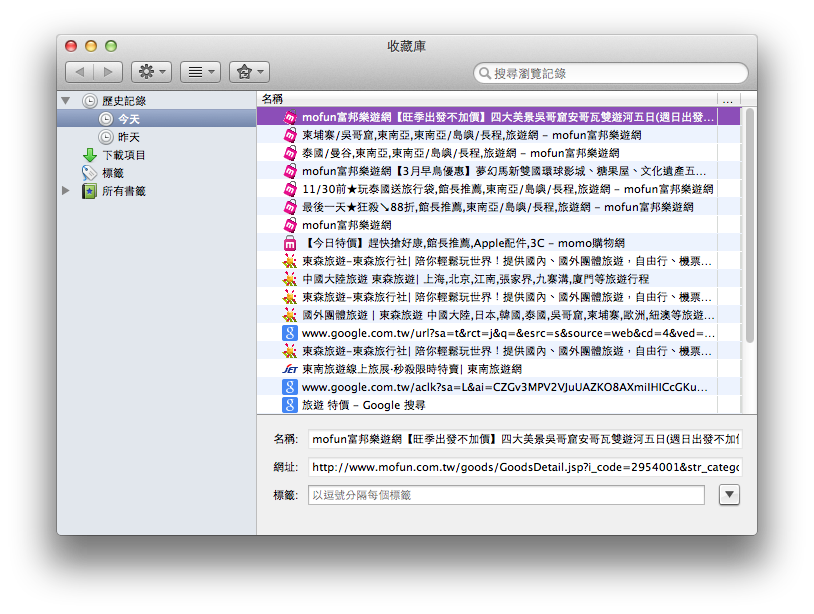 收藏庫
搜尋瀏覽記錄
歷史記錄
今天
昨天
下載項目
標籤
所有書籤
名稱
...
mofun富邦樂遊網【旺季出發不加價】四大美景吳哥窟安哥瓦雙遊河五日(週日出發...
柬埔寨/吳哥窟,東南亞,東南亞/島嶼/長程,旅遊網 – mofun富邦樂遊網
泰國/曼谷,東南亞,東南亞/島嶼/長程,旅遊網 – mofun富邦樂遊網
mofun富邦樂遊網【3月早鳥優惠】夢幻馬新雙國環球影城、糖果屋、文化遺產五...
11/30前★玩泰國送旅行袋,館長推薦,東南亞/島嶼/長程,旅遊網 – mofun富邦樂遊網
最後一天★狂殺↘88折,館長推薦,東南亞/島嶼/長程,旅遊網 – mofun富邦樂遊網
mofun富邦樂遊網
【今日特價】趕快搶好康,館長推薦,Apple配件,3C – momo購物網
東森旅遊–東森旅行社| 陪你輕鬆玩世界！提供國內、國外團體旅遊，自由行、機票...
中國大陸旅遊 東森旅遊| 上海,北京,江南,張家界,九寨溝,廈門等旅遊行程
東森旅遊–東森旅行社| 陪你輕鬆玩世界！提供國內、國外團體旅遊，自由行、機票...
國外團體旅遊 | 東森旅遊 中國大陸,日本,韓國,泰國,吳哥窟,柬埔寨,歐洲,紐澳等旅遊...
www.google.com.tw/url?sa=t&rct=j&q=&esrc=s&source=web&cd=4&ved=...
東森旅遊–東森旅行社| 陪你輕鬆玩世界！提供國內、國外團體旅遊，自由行、機票...
東南旅遊線上旅展·秒殺限時特賣| 東南旅遊網
www.google.com.tw/aclk?sa=L&ai=CZGv3MPV2VJuUAZKO8AXmiIHICcGKu...
旅遊 特價 – Google 搜尋
名稱: mofun富邦樂遊網【旺季出發不加價】四大美景吳哥窟安哥瓦雙遊河五日(週日出發不加
網址: http://www.mofun.com.tw/goods/GoodsDetail.jsp?i_code=2954001&str_catego
標籤: 以逗號分隔每個標籤